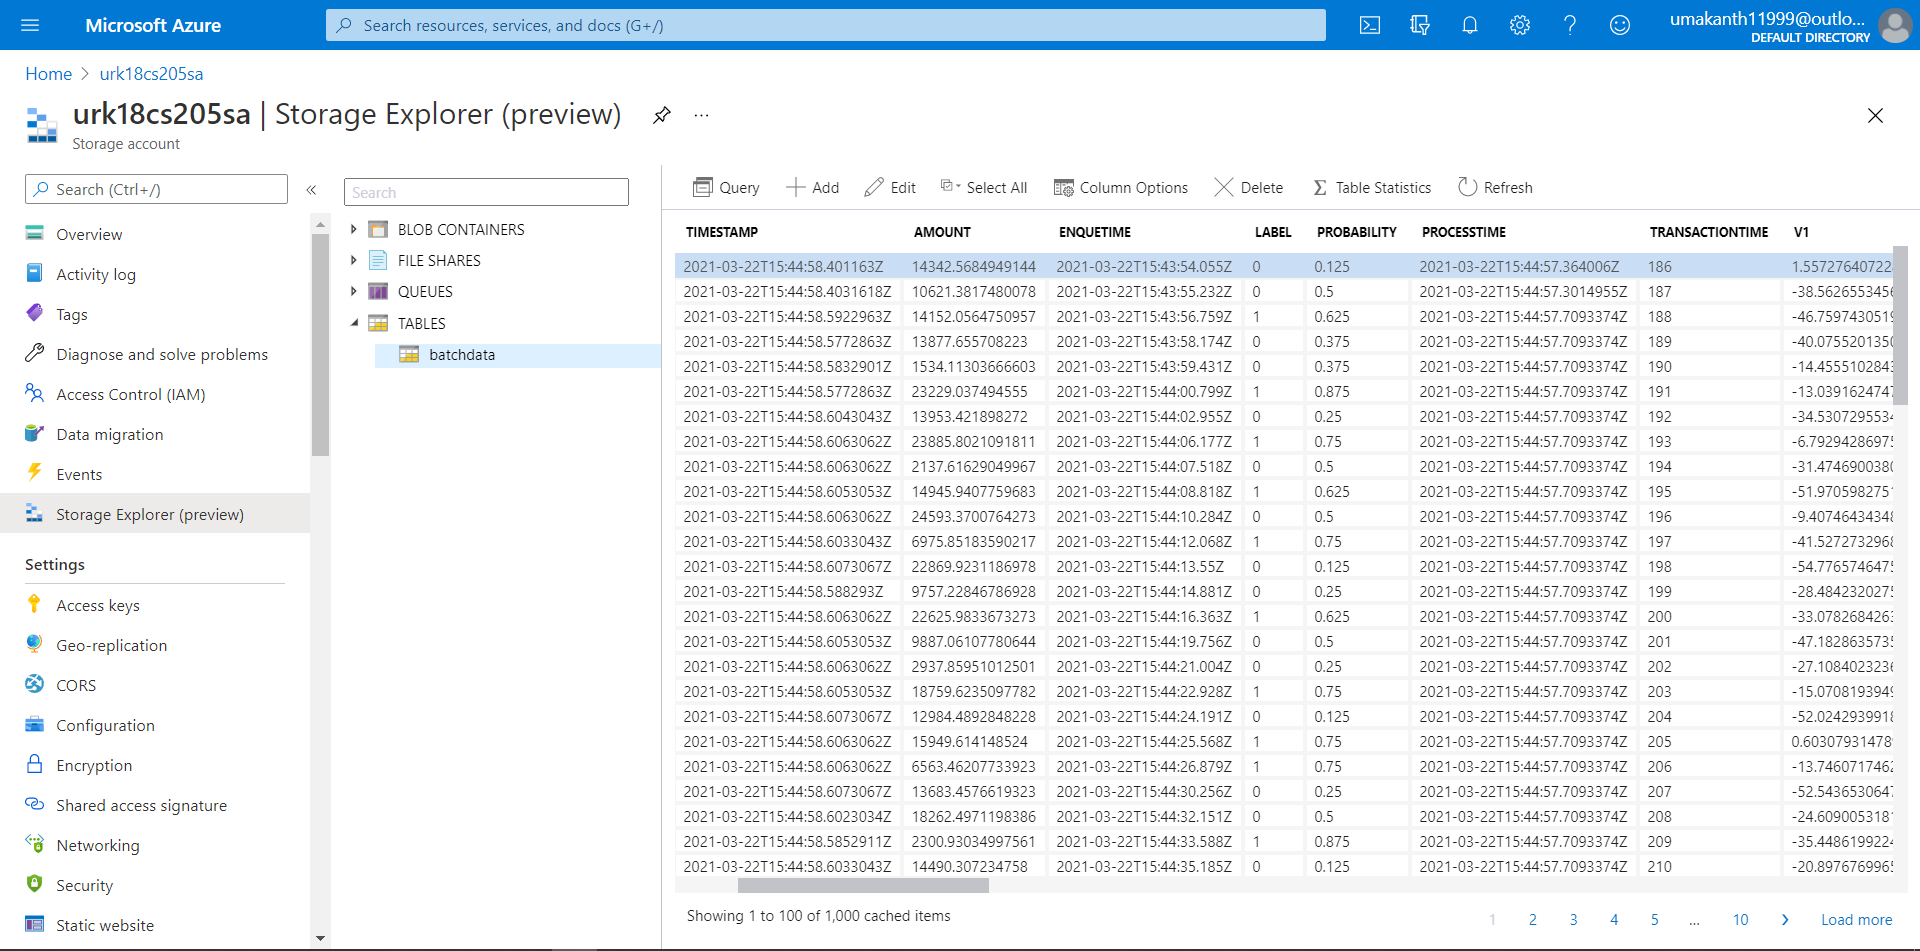 Microsoft Azure
Search resources, services, and docs (G+/)
umakanth11999@outlo...
DEFAULT DIRECTORY
Home > urk18cs205sa
urk18cs205sa | Storage Explorer (preview) ...
Storage account
Search (Ctrl+/) «
Overview
Activity log
Tags
Diagnose and solve problems
Access Control (IAM)
Data migration
Events
Storage Explorer (preview)
Settings
Access keys
Geo-replication
CORS
Configuration
Encryption
Shared access signature
Networking
Security
Static website
Search
BLOB CONTAINERS
FILE SHARES
QUEUES
TABLES
batchdata
Query Add Edit Select All Column Options Delete Table Statistics Refresh
TIMESTAMP AMOUNT ENQUETIME LABEL PROBABILITY PROCESSTIME TRANSACTIONTIME V1
2021-03-22T15:44:58.401163Z 14342.5684949144 2021-03-22T15:43:54.055Z 0 0.125 2021-03-22T15:44:57.364006Z 186 1.55727640722
2021-03-22T15:44:58.4031618Z 10621.3817480078 2021-03-22T15:43:55.232Z 0 0.5 2021-03-22T15:44:57.3014955Z 187 -38.5626553456
2021-03-22T15:44:58.5922963Z 14152.0564750957 2021-03-22T15:43:56.759Z 1 0.625 2021-03-22T15:44:57.7093374Z 188 -46.7597430519
2021-03-22T15:44:58.5772863Z 13877.655708223 2021-03-22T15:43:58.174Z 0 0.375 2021-03-22T15:44:57.7093374Z 189 -40.0755201350
2021-03-22T15:44:58.5832901Z 1534.11303666603 2021-03-22T15:43:59.431Z 0 0.375 2021-03-22T15:44:57.7093374Z 190 -14.4555102843
2021-03-22T15:44:58.5772863Z 23229.037494555 2021-03-22T15:44:00.799Z 1 0.875 2021-03-22T15:44:57.7093374Z 191 -13.0391624747
2021-03-22T15:44:58.6043043Z 13953.421898272 2021-03-22T15:44:02.955Z 0 0.25 2021-03-22T15:44:57.7093374Z 192 -34.5307295534
2021-03-22T15:44:58.6063062Z 23885.8021091811 2021-03-22T15:44:06.177Z 1 0.75 2021-03-22T15:44:57.7093374Z 193 -6.79294286975
2021-03-22T15:44:58.6063062Z 2137.61629049967 2021-03-22T15:44:07.518Z 0 0.5 2021-03-22T15:44:57.7093374Z 194 -31.4746900380
2021-03-22T15:44:58.6053053Z 14945.9407759683 2021-03-22T15:44:08.818Z 1 0.625 2021-03-22T15:44:57.7093374Z 195 -51.9705982751
2021-03-22T15:44:58.6063062Z 24593.3700764273 2021-03-22T15:44:10.284Z 0 0.5 2021-03-22T15:44:57.7093374Z 196 -9.40746434348
2021-03-22T15:44:58.6033043Z 6975.85183590217 2021-03-22T15:44:12.068Z 1 0.75 2021-03-22T15:44:57.7093374Z 197 -41.5272732968
2021-03-22T15:44:58.6073067Z 22869.9231186978 2021-03-22T15:44:13.55Z 0 0.125 2021-03-22T15:44:57.7093374Z 198 -54.7765746475
2021-03-22T15:44:58.588293Z 9757.22846786928 2021-03-22T15:44:14.881Z 0 0.25 2021-03-22T15:44:57.7093374Z 199 -28.4842320275
2021-03-22T15:44:58.6063062Z 22625.9833673273 2021-03-22T15:44:16.363Z 1 0.625 2021-03-22T15:44:57.7093374Z 200 -33.0782684263
2021-03-22T15:44:58.6053053Z 9887.06107780644 2021-03-22T15:44:19.756Z 0 0.5 2021-03-22T15:44:57.7093374Z 201 -47.1828635735
2021-03-22T15:44:58.6063062Z 2937.85951012501 2021-03-22T15:44:21.004Z 0 0.25 2021-03-22T15:44:57.7093374Z 202 -27.1084023236
2021-03-22T15:44:58.6053053Z 18759.6235097782 2021-03-22T15:44:22.928Z 1 0.75 2021-03-22T15:44:57.7093374Z 203 -15.0708193949
2021-03-22T15:44:58.6073067Z 12984.4892848228 2021-03-22T15:44:24.191Z 0 0.125 2021-03-22T15:44:57.7093374Z 204 -52.0242939918
2021-03-22T15:44:58.6063062Z 15949.614148524 2021-03-22T15:44:25.568Z 1 0.75 2021-03-22T15:44:57.7093374Z 205 0.603079314789
2021-03-22T15:44:58.6063062Z 6563.46207733923 2021-03-22T15:44:26.879Z 1 0.75 2021-03-22T15:44:57.7093374Z 206 -13.7460717462
2021-03-22T15:44:58.6073067Z 13683.4576619323 2021-03-22T15:44:30.256Z 0 0.25 2021-03-22T15:44:57.7093374Z 207 -52.5436530647
2021-03-22T15:44:58.6023034Z 18262.4971198386 2021-03-22T15:44:32.151Z 0 0.5 2021-03-22T15:44:57.7093374Z 208 -24.6090053181
2021-03-22T15:44:58.5852911Z 2300.93034997561 2021-03-22T15:44:33.588Z 1 0.875 2021-03-22T15:44:57.7093374Z 209 -35.4486199224
2021-03-22T15:44:58.6033043Z 14490.307234758 2021-03-22T15:44:35.185Z 0 0.125 2021-03-22T15:44:57.7093374Z 210 -20.8976769965
Showing 1 to 100 of 1,000 cached items
1 2 3 4 5 ... 10 > Load more